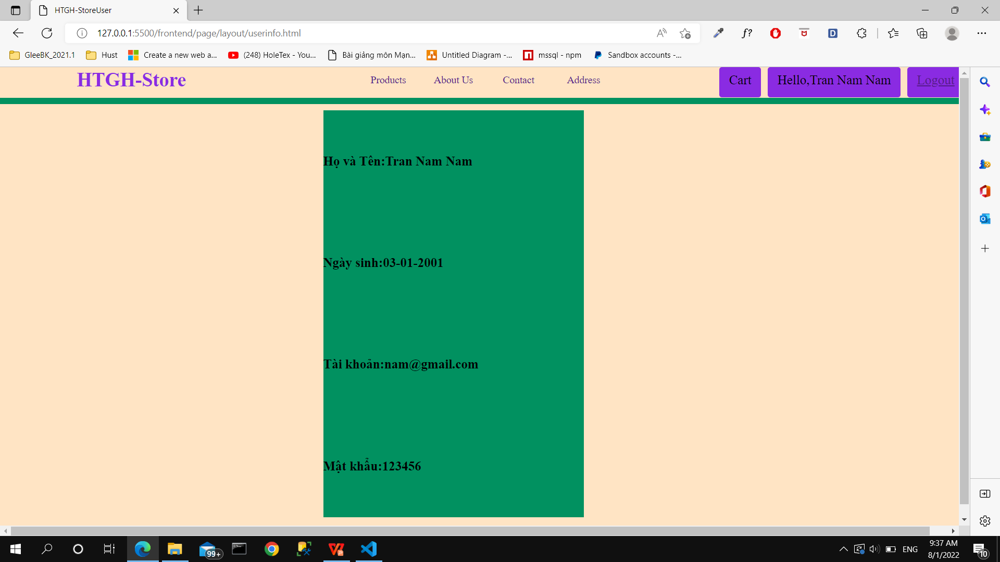 HTGH-StoreUser
127.0.0.1:5500/frontend/page/layout/userinfo.html
f?
D
GleeBK_2021.1 Hust Create a new web a... (248) HoleTex - You... Bài giảng môn Mạn... Untitled Diagram -... mssql - npm Sandbox accounts -...
HTGH-Store Products About Us Contact Address Cart Hello,Tran Nam Nam Logout
Họ và Tên:Tran Nam Nam
Ngày sinh:03-01-2001
Tài khoản:nam@gmail.com
Mật khẩu:123456
99+
ENG
9:37 AM
8/1/2022
10